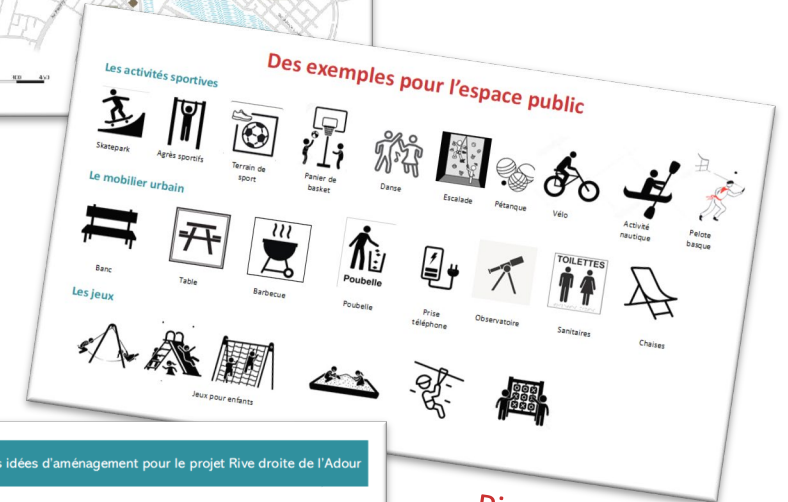 Des exemples pour l'espace public
Les activités sportives
Skatepark
Agrès sportifs
Terrain de
sport
Panier de
basket
Danse
Escalade
Pétanque
Vélo
Activité
nautique
Pelote
basque
Le mobilier urbain
Banc
Table
Barbecue
Poubelle
Poubelle
Prise
téléphone
Observatoire
TOILETTES
Sanitaires
Chaises
Les jeux
Jeux pour enfants
idées d'aménagement pour le projet Rive droite de l'Adour